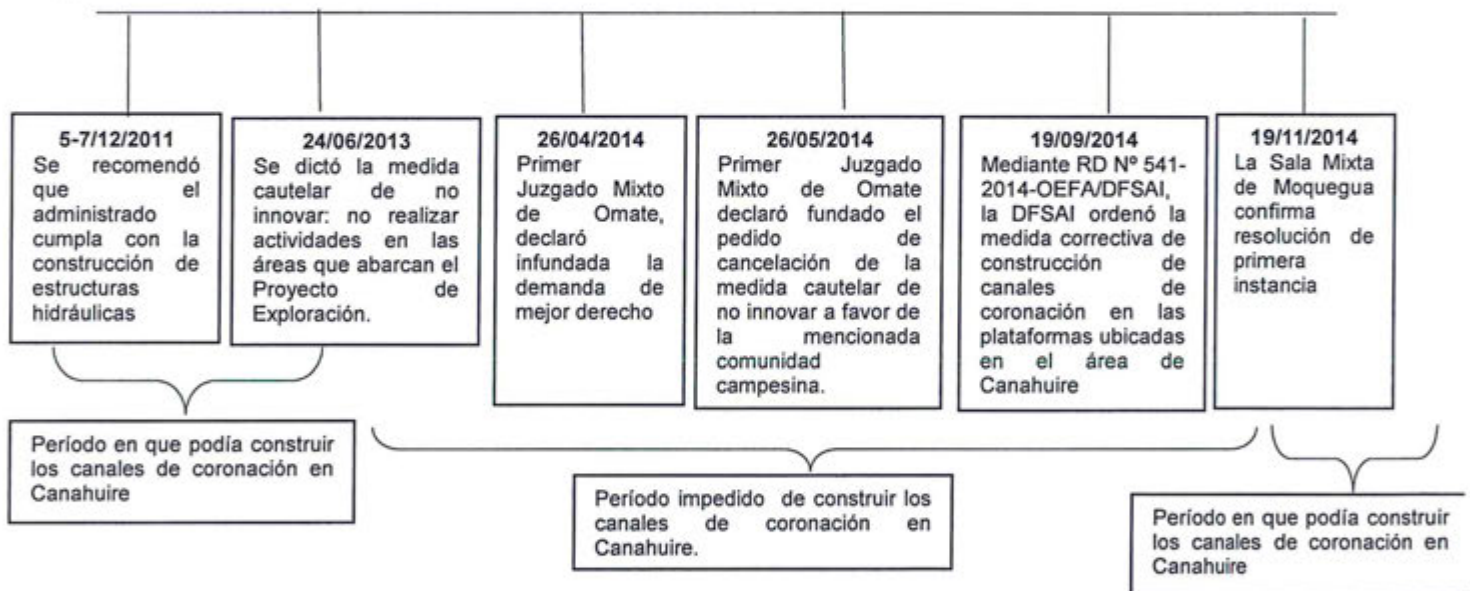 5-7/12/2011
Se recomendó
que el
administrado
cumpla con la
construcción de
estructuras
hidráulicas
24/06/2013
Se dictó la medida
cautelar de no
innovar: no realizar
actividades en las
áreas que abarcan el
Proyecto de
Exploración.
26/04/2014
Primer
Juzgado Mixto
de Omate,
declaró
infundada la
demanda de
mejor derecho
26/05/2014
Primer Juzgado
Mixto de Omate
declaró fundado el
pedido de
cancelación de la
medida cautelar de
no innovar a favor de
la mencionada
comunidad
campesina.
19/09/2014
Mediante RD Nº 541-
2014-OEFA/DFSAI,
la DFSAI ordenó la
medida correctiva de
construcción de
canales de
coronación en las
plataformas ubicadas
en el área de
Canahuire
19/11/2014
La Sala Mixta
de Moquegua
confirma
resolución de
primera
instancia
Período en que podía construir
los canales de coronación en
Canahuire
Período impedido de construir los
canales de coronación en
Canahuire.
Período en que podía construir
los canales de coronación en
Canahuire